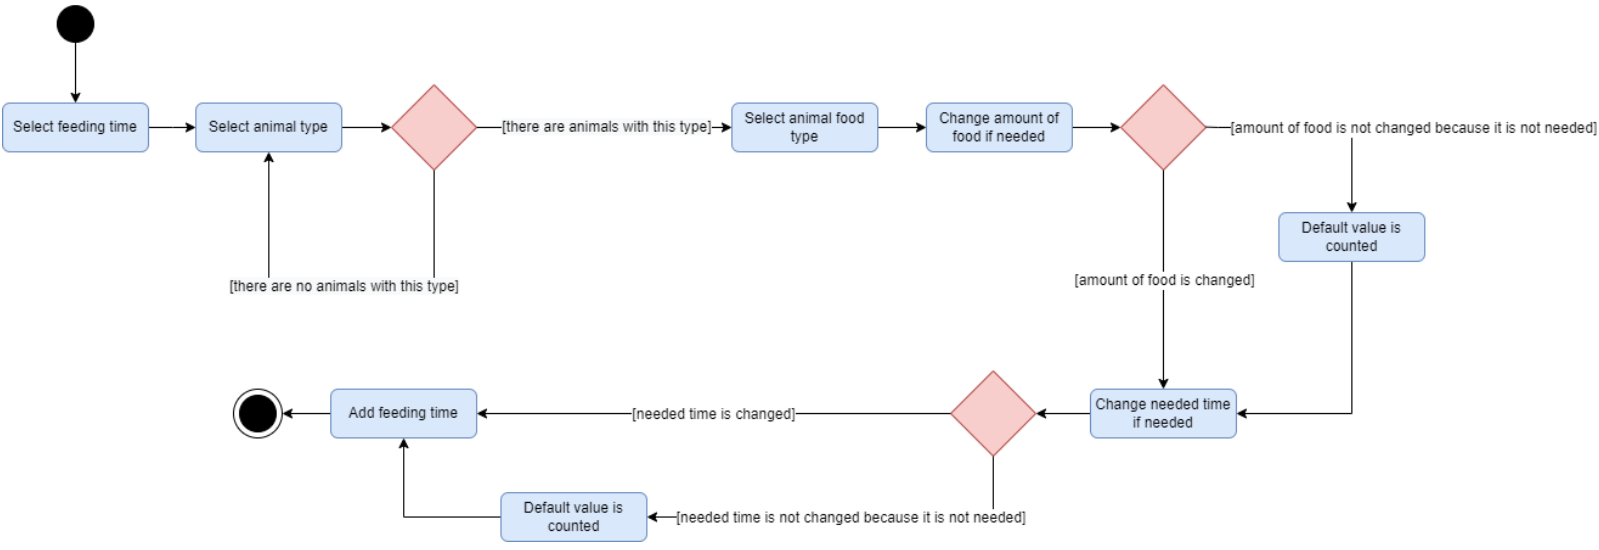 Select feeding time
Select animal type
[there are animals with this type]
Select animal food
type
Change amount of
food if needed
[amount of food is not changed because it is not needed]
Default value is
counted
[there are no animals with this type]
[amount of food is changed]
Add feeding time
[needed time is changed]
Change needed time
if needed
Default value is
counted
[needed time is not changed because it is not needed]